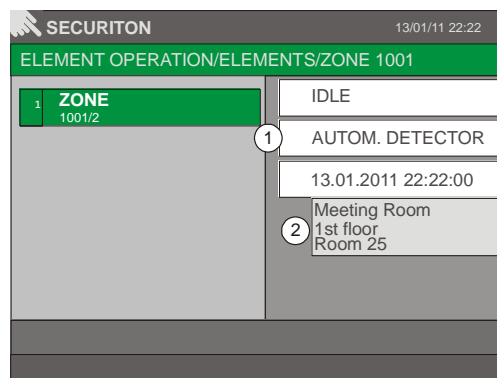 SECURITON
13/01/11 22:22
ELEMENT OPERATION/ELEMENTS/ZONE 1001
1 ZONE
1001/2
IDLE
1 AUTOM. DETECTOR
13.01.2011 22:22:00
Meeting Room
2 1st floor
Room 25